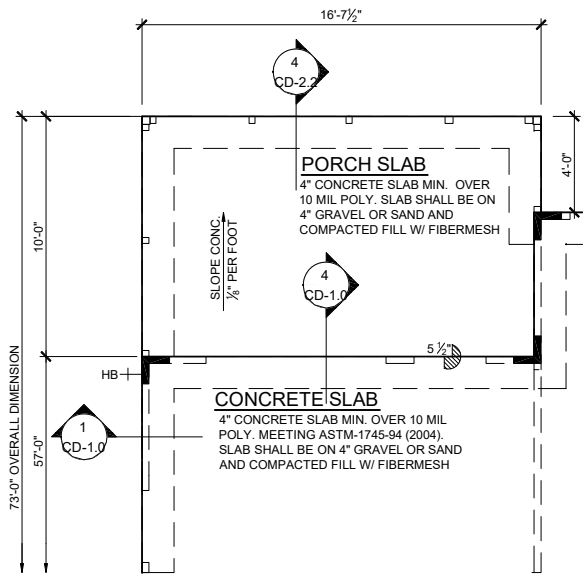 16'-7½"
4
CD-2.2
4'-0"
PORCH SLAB
4" CONCRETE SLAB MIN. OVER
10 MIL POLY. SLAB SHALL BE ON
4" GRAVEL OR SAND AND
COMPACTED FILL W/ FIBERMESH
10'-0"
SLOPE CONC.
⅛" PER FOOT
4
CD-1.0
5 ½"
HB
73'-0" OVERALL DIMENSION
57'-0"
1
CD-1.0
CONCRETE SLAB
4" CONCRETE SLAB MIN. OVER 10 MIL
POLY. MEETING ASTM-1745-94 (2004).
SLAB SHALL BE ON 4" GRAVEL OR SAND
AND COMPACTED FILL W/ FIBERMESH